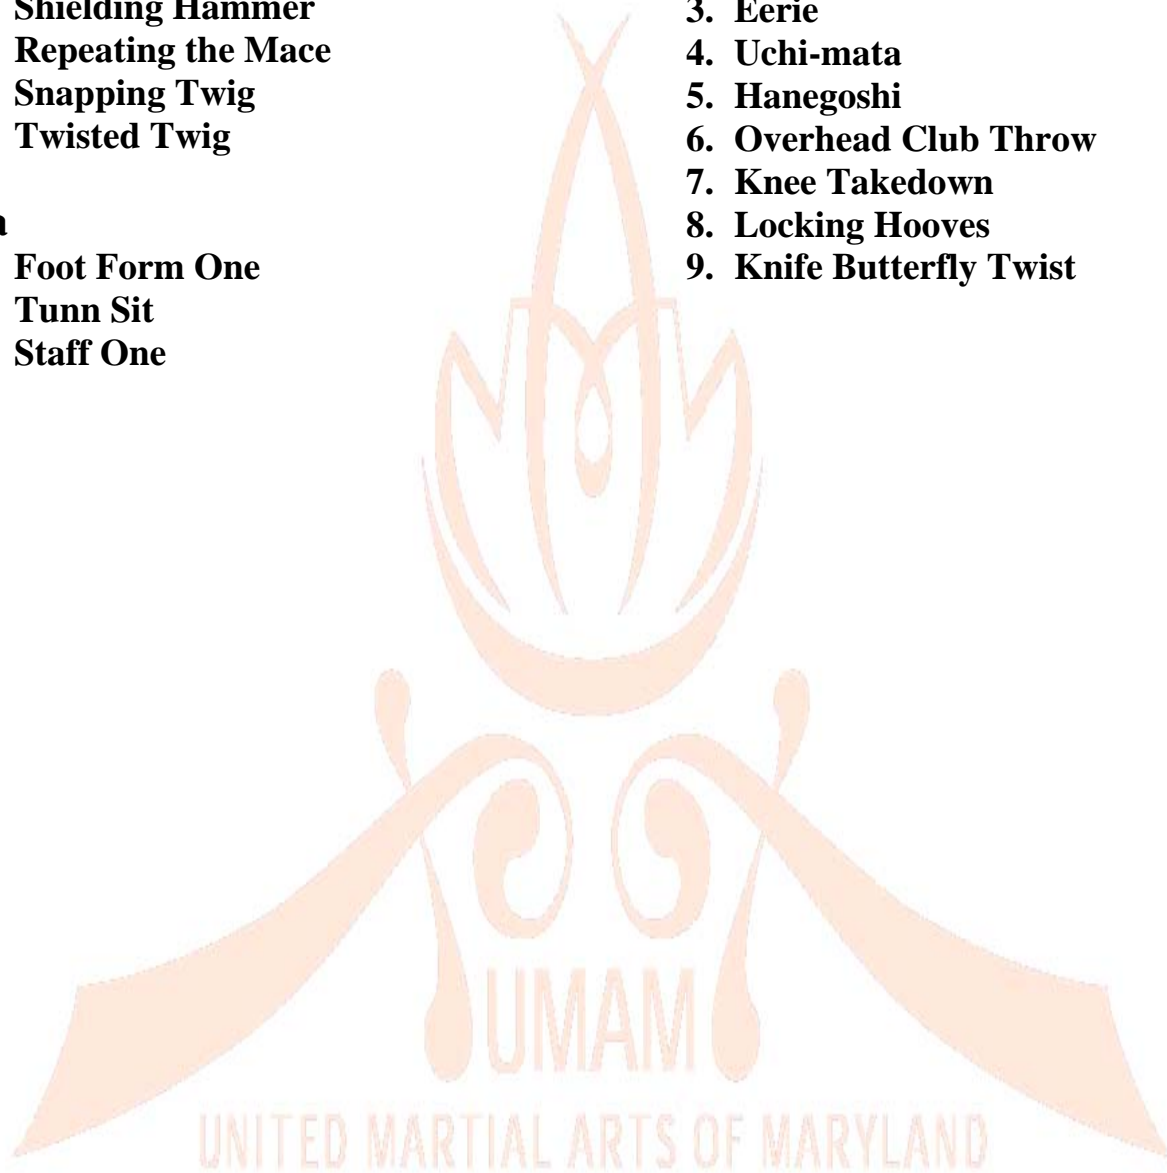 Shielding Hammer
Repeating the Mace
Snapping Twig
Twisted Twig
a
Foot Form One
Tunn Sit
Staff One
3. Eerie
4. Uchi-mata
5. Hanegoshi
6. Overhead Club Throw
7. Knee Takedown
8. Locking Hooves
9. Knife Butterfly Twist
UMAM
UNITED MARTIAL ARTS OF MARYLAND